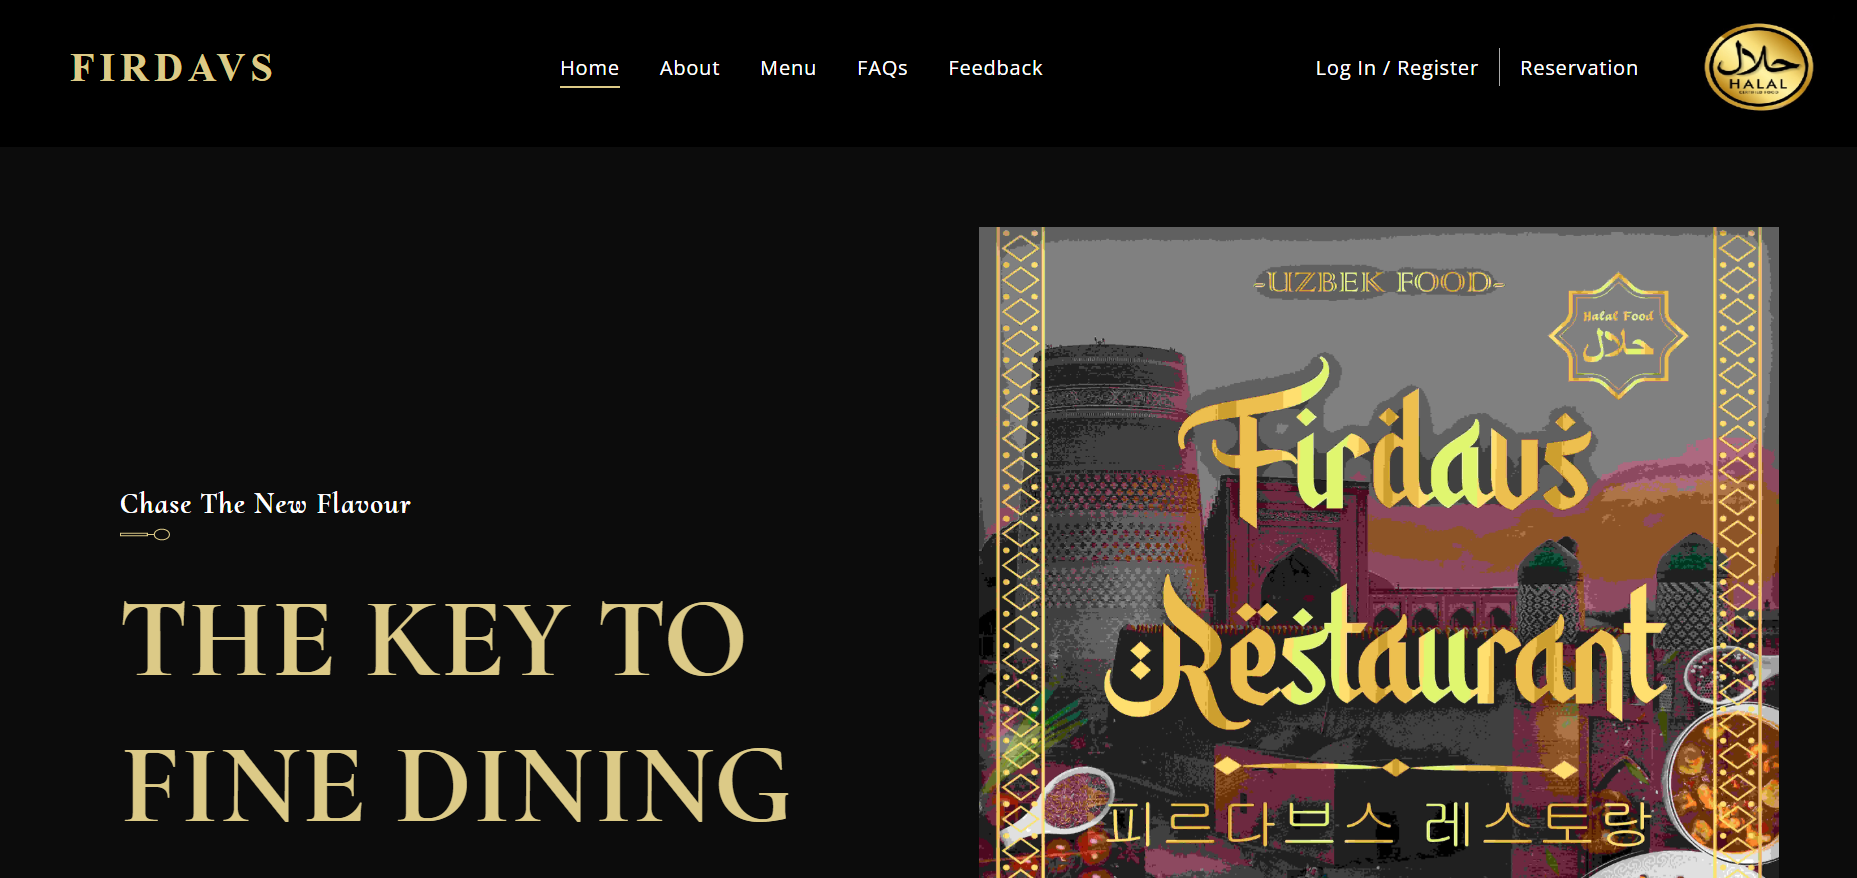 FIRDAVS
Home About Menu FAQs Feedback
Log In / Register Reservation
حلال
HALAL
Chase The New Flavour
THE KEY TO
FINE DINING
-UZBEK FOOD-
Halal Food
حلال
Firdavs
Restaurant
피르다브스 레스토랑